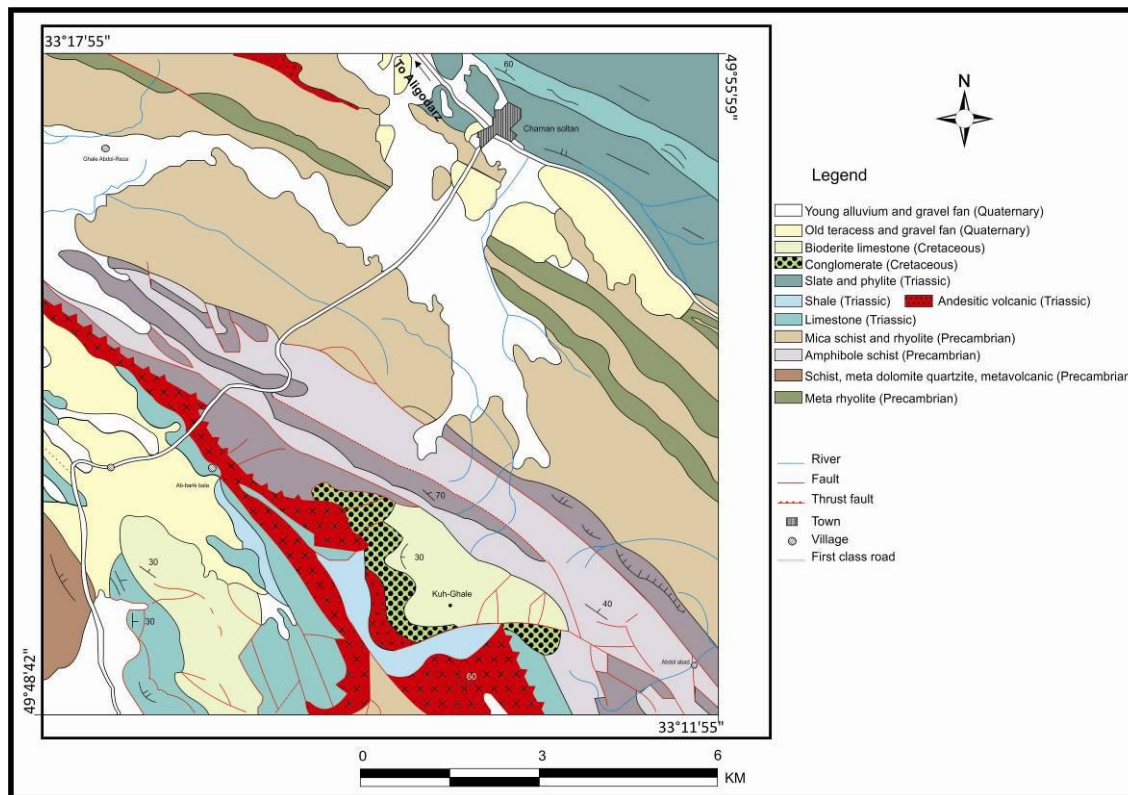 33°17'55"
49°55'59"
To Aligodarz
60
Chaman soltan
Ghale Abdol-Reza
N
Legend
Young alluvium and gravel fan (Quaternary)
Old teracess and gravel fan (Quaternary)
Bioderite limestone (Cretaceous)
Conglomerate (Cretaceous)
Slate and phylite (Triassic)
Shale (Triassic) Andesitic volcanic (Triassic)
Limestone (Triassic)
Mica schist and rhyolite (Precambrian)
Amphibole schist (Precambrian)
Schist, meta dolomite quartzite, metavolcanic (Precambrian
Meta rhyolite (Precambrian)
River
Fault
Thrust fault
Town
Village
First class road
Ab-barik bala
70
30
30
Kuh-Ghale
40
30
Abdol abad
60
49°48'42"
33°11'55"
0 3 6
KM